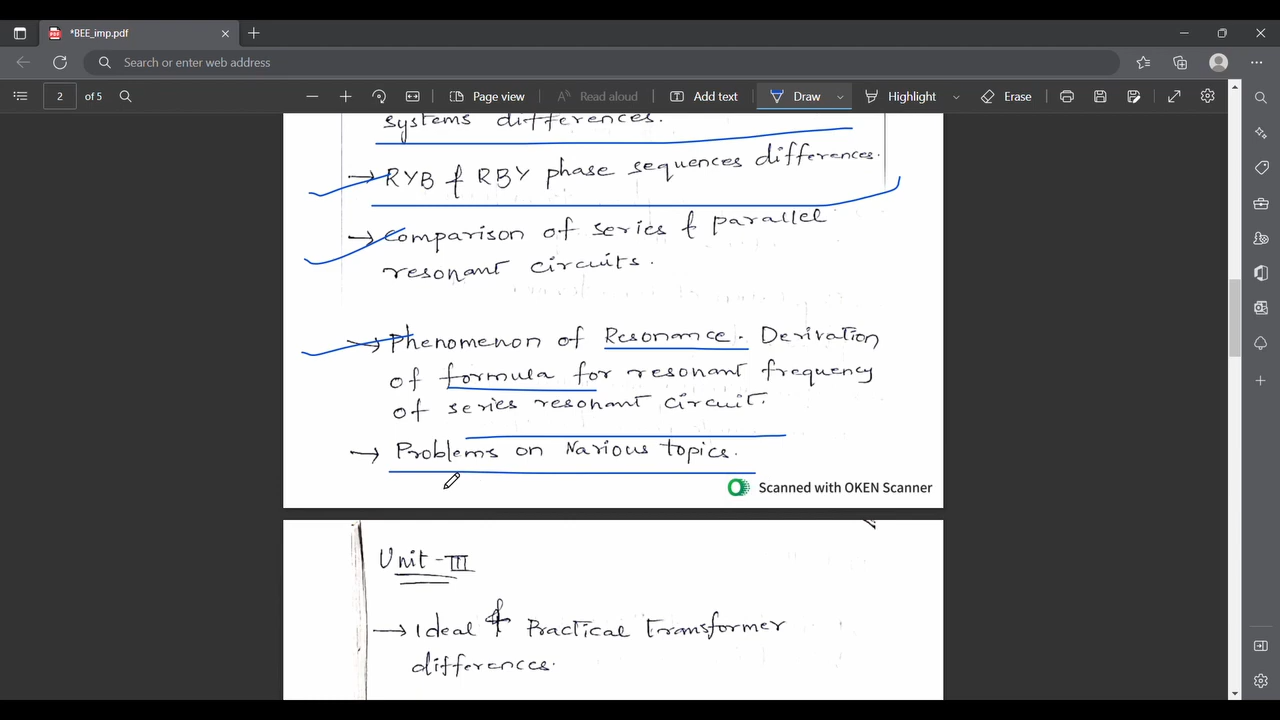 *BEE_imp.pdf
Search or enter web address
2 of 5 Page view Read aloud Add text Draw Highlight Erase
systems differences.
→ RYB & RBY phase sequences differences.
→ Comparison of series & parallel
resonant circuits.
→ Phenomenon of Resonance. Derivation
of formula for resonant frequency
of series resonant circuit.
→ Problems on Narious topics.
Scanned with OKEN Scanner
Unit - III
→ Ideal & Practical Transformer
differences.